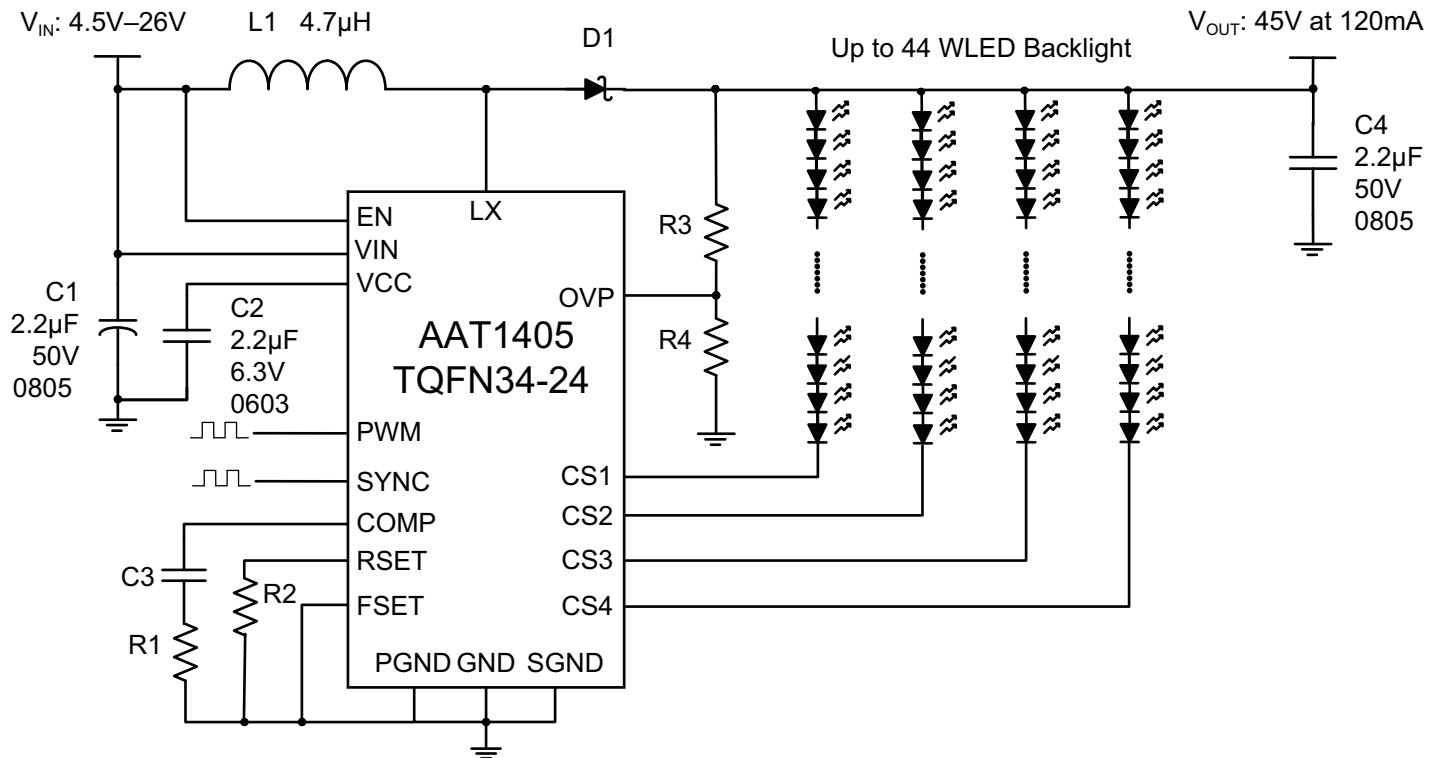 V_IN: 4.5V–26V
L1 4.7µH
D1
Up to 44 WLED Backlight
V_OUT: 45V at 120mA
C4
2.2µF
50V
0805
LX
EN
VIN
VCC
R3
OVP
R4
C1
2.2µF
50V
0805
C2
2.2µF
6.3V
0603
AAT1405
TQFN34-24
PWM
SYNC
COMP
RSET
FSET
CS1
CS2
CS3
CS4
C3
R1
R2
PGND GND SGND